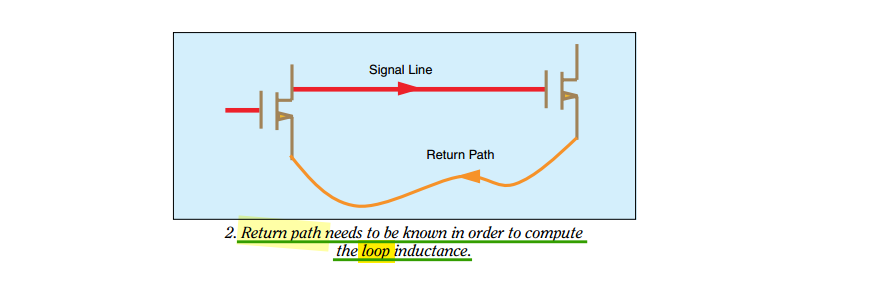 Signal Line
Return Path
2. Return path needs to be known in order to compute
the loop inductance.